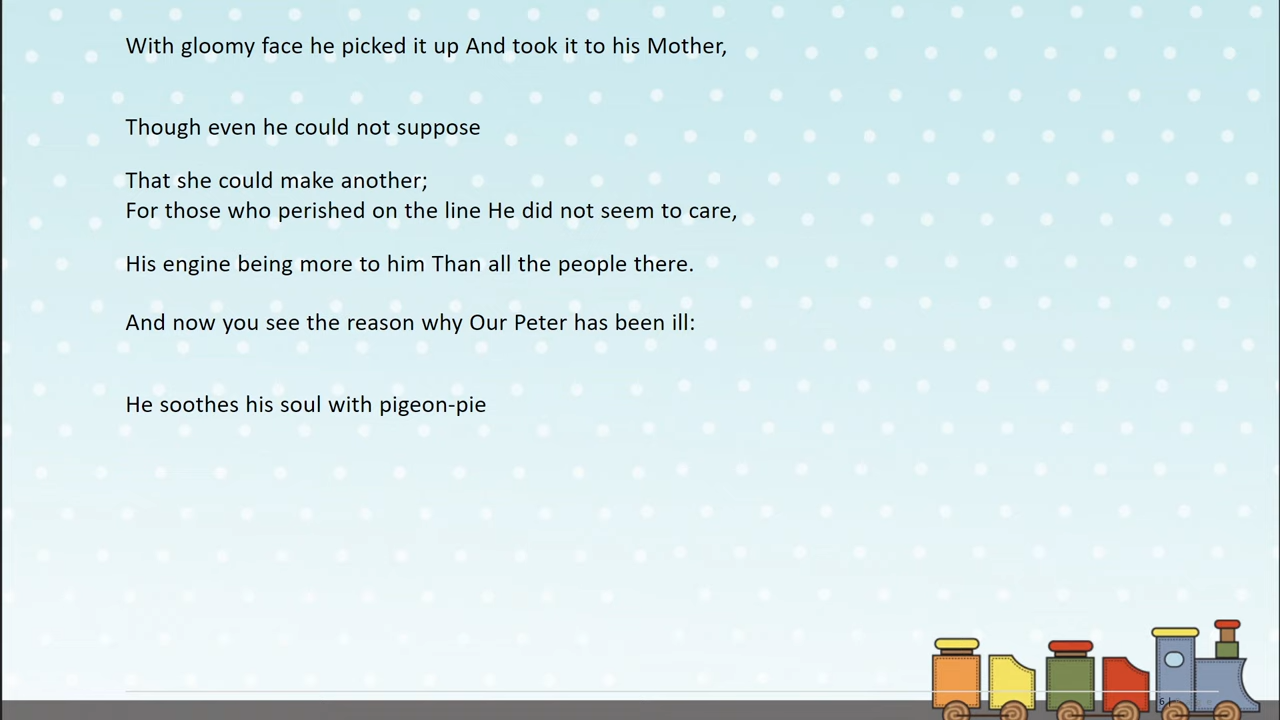 With gloomy face he picked it up And took it to his Mother,
Though even he could not suppose
That she could make another;
For those who perished on the line He did not seem to care,
His engine being more to him Than all the people there.
And now you see the reason why Our Peter has been ill:
He soothes his soul with pigeon-pie
6